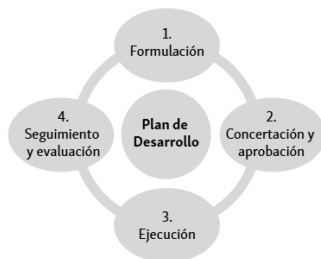 1.
Formulación
2.
Concertación y
aprobación
3.
Ejecución
4.
Seguimiento
y evaluación
Plan de
Desarrollo